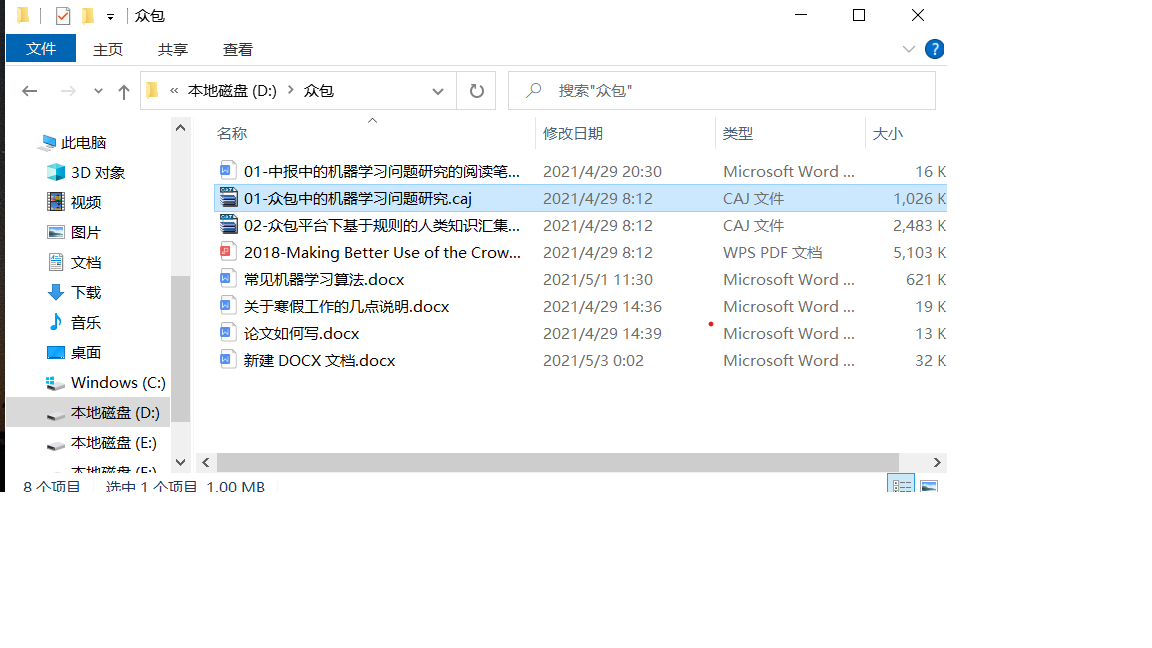 众包
文件 主页 共享 查看
« 本地磁盘 (D:) > 众包
搜索"众包"
此电脑
3D 对象
视频
图片
文档
下载
音乐
桌面
Windows (C:)
本地磁盘 (D:)
本地磁盘 (E:)
本地磁盘 (F:)
名称 修改日期 类型 大小
01-中报中的机器学习问题研究的阅读笔... 2021/4/29 20:30 Microsoft Word ... 16 K
01-众包中的机器学习问题研究.caj 2021/4/29 8:12 CAJ 文件 1,026 K
02-众包平台下基于规则的人类知识汇集... 2021/4/29 8:12 CAJ 文件 2,483 K
2018-Making Better Use of the Crow... 2021/4/29 8:12 WPS PDF 文档 5,103 K
常见机器学习算法.docx 2021/5/1 11:30 Microsoft Word ... 621 K
关于寒假工作的几点说明.docx 2021/4/29 14:36 Microsoft Word ... 19 K
论文如何写.docx 2021/4/29 14:39 Microsoft Word ... 13 K
新建 DOCX 文档.docx 2021/5/3 0:02 Microsoft Word ... 32 K
8 个项目 选中 1 个项目 1.00 MB